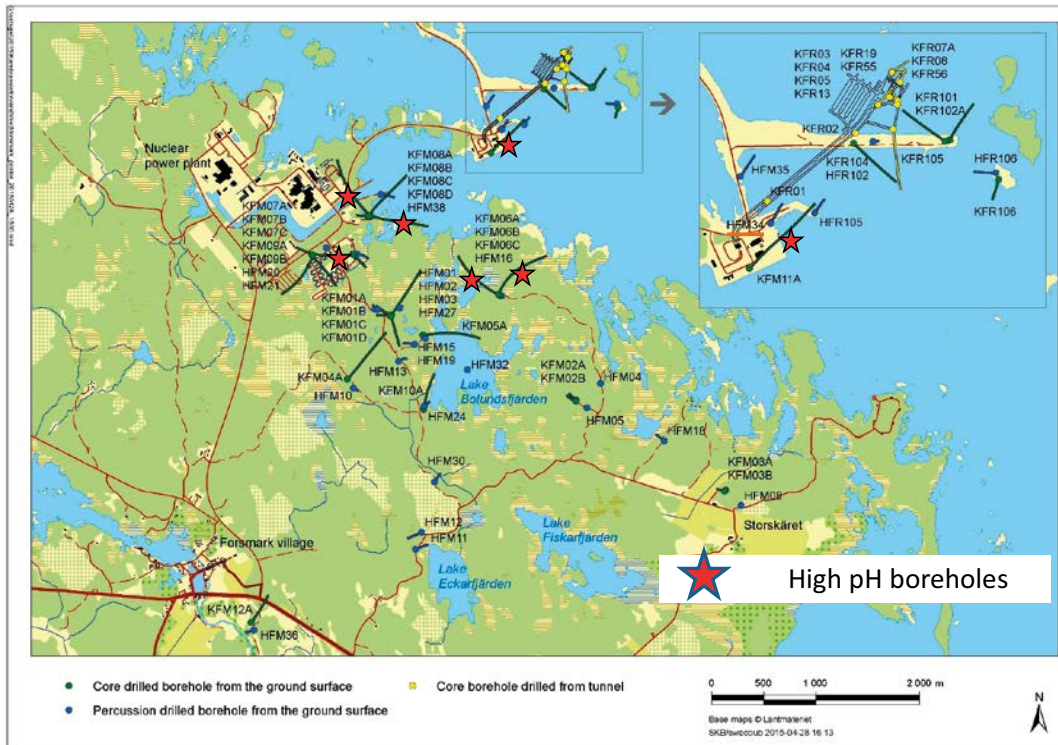 KFR03
KFR04
KFR05
KFR13
KFR19
KFR55
KFR07A
KFR08
KFR56
KFR101
KFR102A
KFR02
KFR104
HFR102
KFR105
HFR106
KFR106
HFM35
KFR01
HFM34
HFR105
KFM11A
Nuclear
power plant
KFM08A
KFM08B
KFM08C
KFM08D
HFM38
KFM07A
KFM07B
KFM07C
KFM09A
KFM09B
HFM20
HFM21
KFM06A
KFM06B
KFM06C
HFM16
HFM01
HFM02
HFM03
HFM27
KFM01A
KFM01B
KFM01C
KFM01D
KFM05A
HFM15
HFM19
HFM13
HFM32
KFM04A
HFM10
KFM10A
Lake
Bolundsfjärden
KFM02A
KFM02B
HFM04
HFM24
HFM05
HFM18
HFM30
KFM03A
KFM03B
HFM08
Storskäret
HFM12
HFM11
Lake
Fiskarfjärden
Lake
Eckarfjärden
Forsmark village
KFM12A
HFM36
High pH boreholes
Core drilled borehole from the ground surface
Percussion drilled borehole from the ground surface
Core borehole drilled from tunnel
0 500 1 000 2 000 m
Base maps © Lantmäteriet
SKB/swecoub 2015-04-28 16:13
N